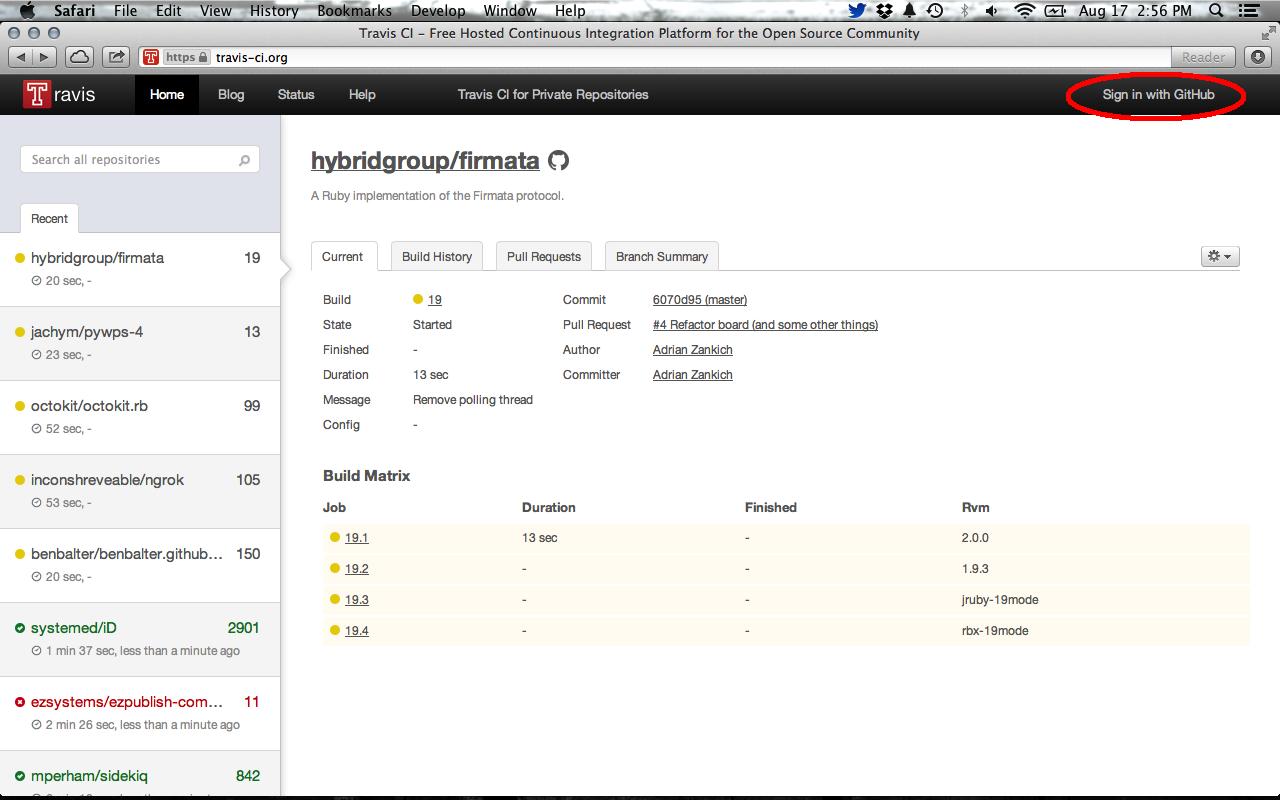 Safari File Edit View History Bookmarks Develop Window Help Aug 17 2:56 PM
Travis CI – Free Hosted Continuous Integration Platform for the Open Source Community
https travis-ci.org Reader
Travis Home Blog Status Help Travis CI for Private Repositories Sign in with GitHub
Search all repositories
Recent
hybridgroup/firmata 19
20 sec, -
jachym/pywps-4 13
23 sec, -
octokit/octokit.rb 99
52 sec, -
inconshreveable/ngrok 105
53 sec, -
benbalter/benbalter.github... 150
20 sec, -
systemed/iD 2901
1 min 37 sec, less than a minute ago
ezsystems/ezpublish-com... 11
2 min 26 sec, less than a minute ago
mperham/sidekiq 842
hybridgroup/firmata
A Ruby implementation of the Firmata protocol.
Current Build History Pull Requests Branch Summary
Build 19 Commit 6070d95 (master)
State Started Pull Request #4 Refactor board (and some other things)
Finished - Author Adrian Zankich
Duration 13 sec Committer Adrian Zankich
Message Remove polling thread
Config -
Build Matrix
Job Duration Finished Rvm
19.1 13 sec - 2.0.0
19.2 - - 1.9.3
19.3 - - jruby-19mode
19.4 - - rbx-19mode